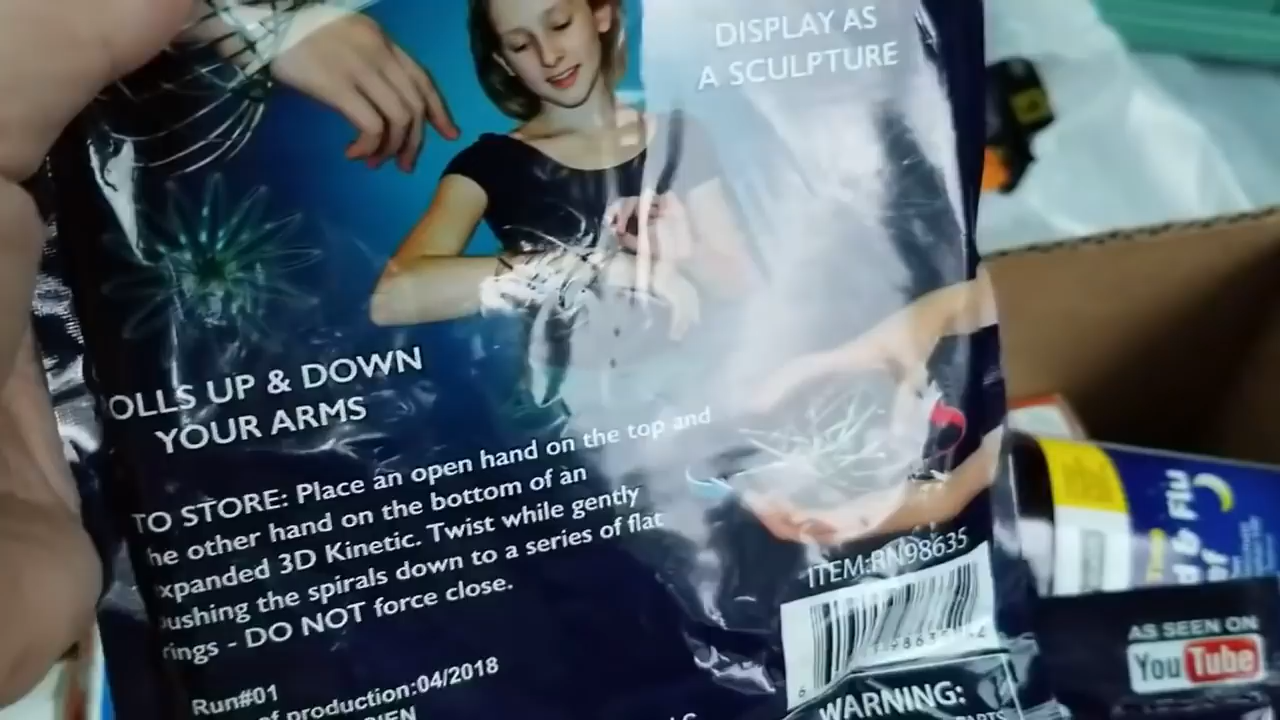 DISPLAY AS
A SCULPTURE
OLLS UP & DOWN
YOUR ARMS
TO STORE: Place an open hand on the top and
he other hand on the bottom of an
xpanded 3D Kinetic. Twist while gently
ushing the spirals down to a series of flat
rings - DO NOT force close.
ITEM:RN98635
Run#01
of production:04/2018
WARNING:
PARTS
& Flu
AS SEEN ON
YouTube